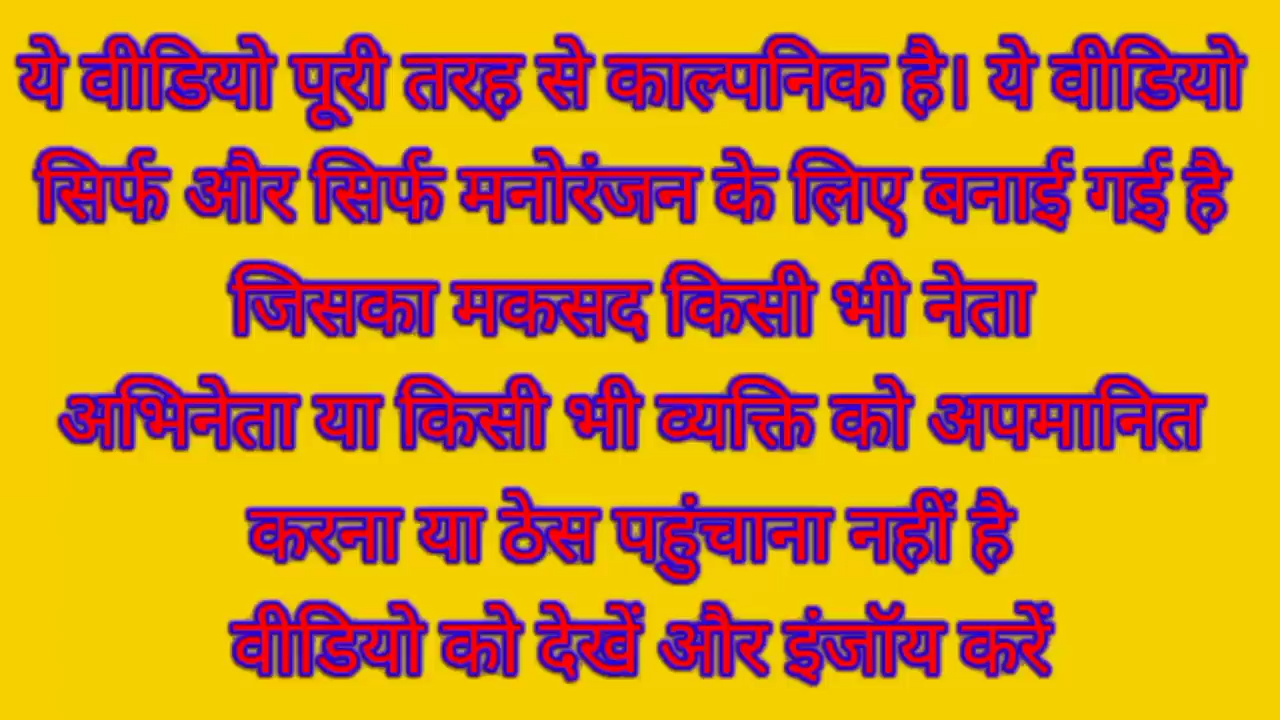 ये वीडियो पूरी तरह से काल्पनिक है। ये वीडियो
सिर्फ और सिर्फ मनोरंजन के लिए बनाई गई है
जिसका मकसद किसी भी नेता
अभिनेता या किसी भी व्यक्ति को अपमानित
करना या ठेस पहुंचाना नहीं है
वीडियो को देखें और इंजॉय करें